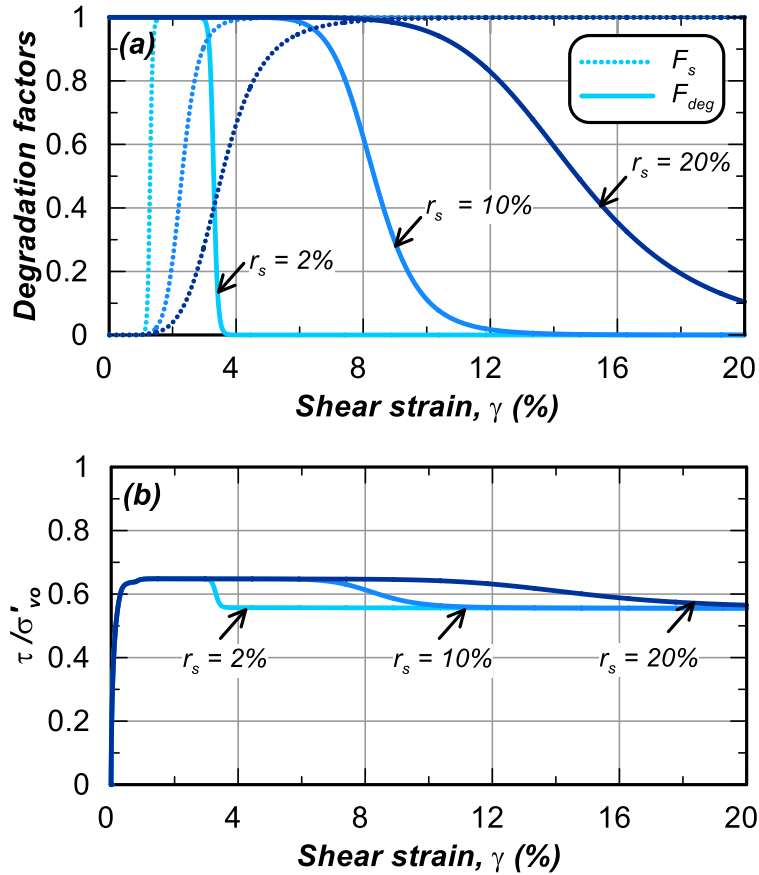 (a)
Degradation factors
1
0.8
0.6
0.4
0.2
0
F_s
F_deg
r_s = 20%
r_s = 10%
r_s = 2%
0 4 8 12 16 20
Shear strain, γ (%)
(b)
τ/σ'_vo
1
0.8
0.6
0.4
0.2
0
r_s = 2% r_s = 10% r_s = 20%
0 4 8 12 16 20
Shear strain, γ (%)